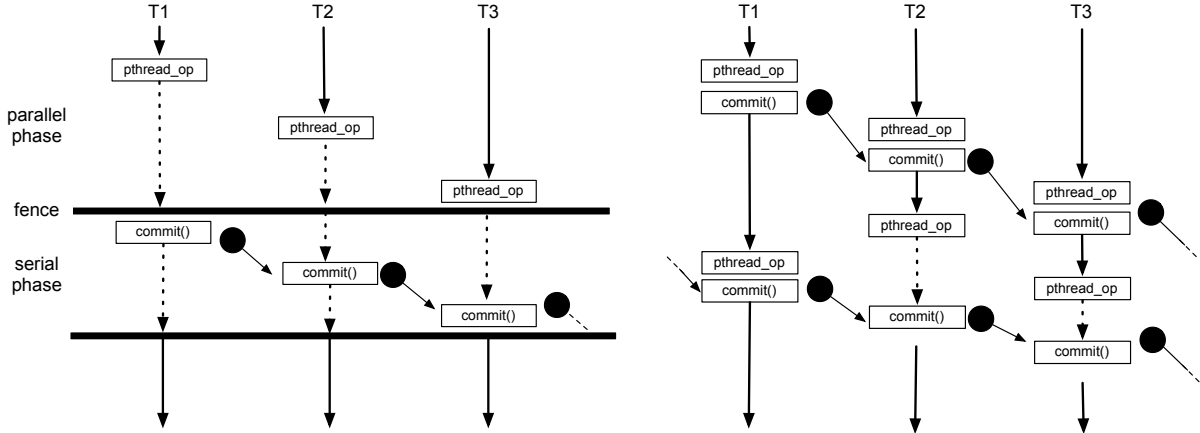 T1
T2
T3
pthread_op
parallel
phase
pthread_op
pthread_op
fence
commit()
serial
phase
commit()
commit()
T1
T2
T3
pthread_op
commit()
pthread_op
commit()
pthread_op
commit()
pthread_op
pthread_op
commit()
pthread_op
commit()
commit()